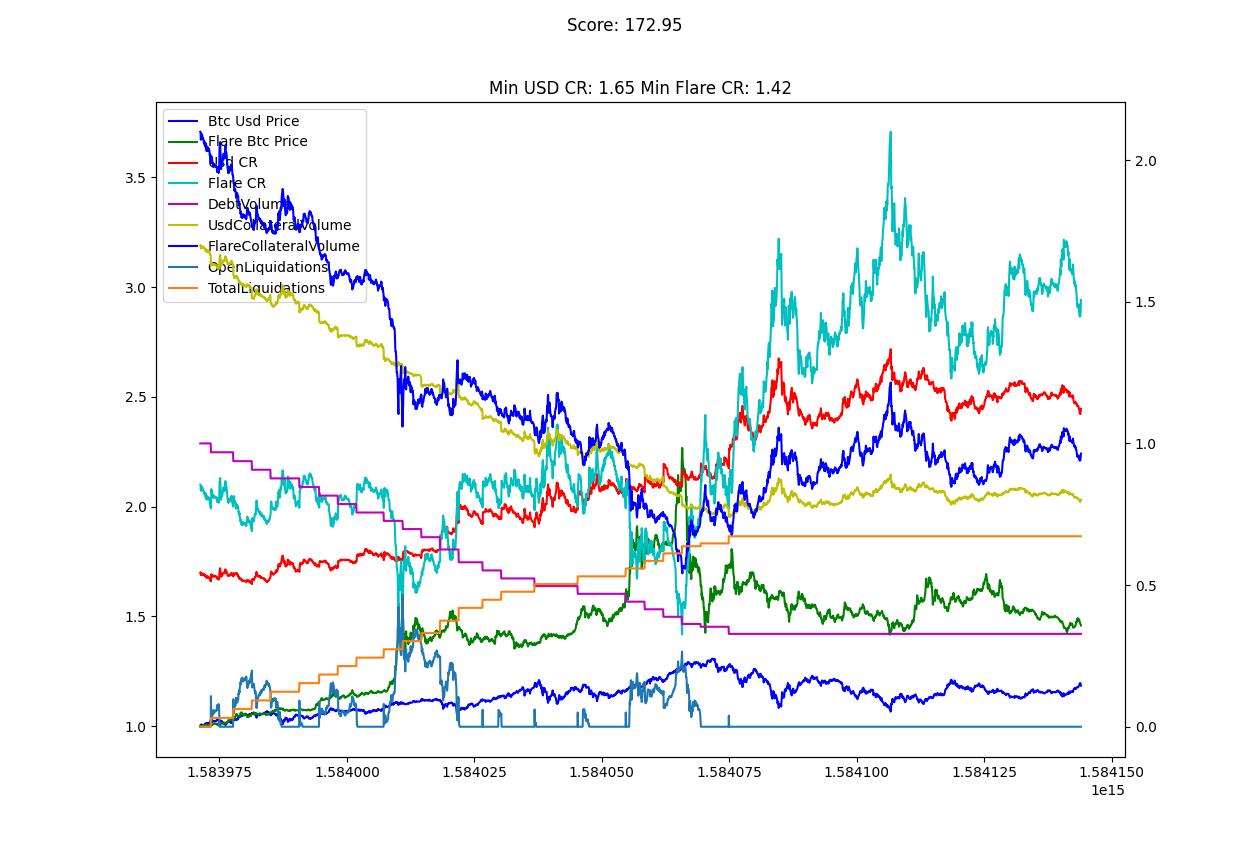 Score: 172.95
Min USD CR: 1.65 Min Flare CR: 1.42
Btc Usd Price
Flare Btc Price
Usd CR
Flare CR
DebtVolume
UsdCollateralVolume
FlareCollateralVolume
OpenLiquidations
TotalLiquidations
3.5
3.0
2.5
2.0
1.5
1.0
2.0
1.5
1.0
0.5
0.0
1.583975
1.584000
1.584025
1.584050
1.584075
1.584100
1.584125
1.584150
1e15